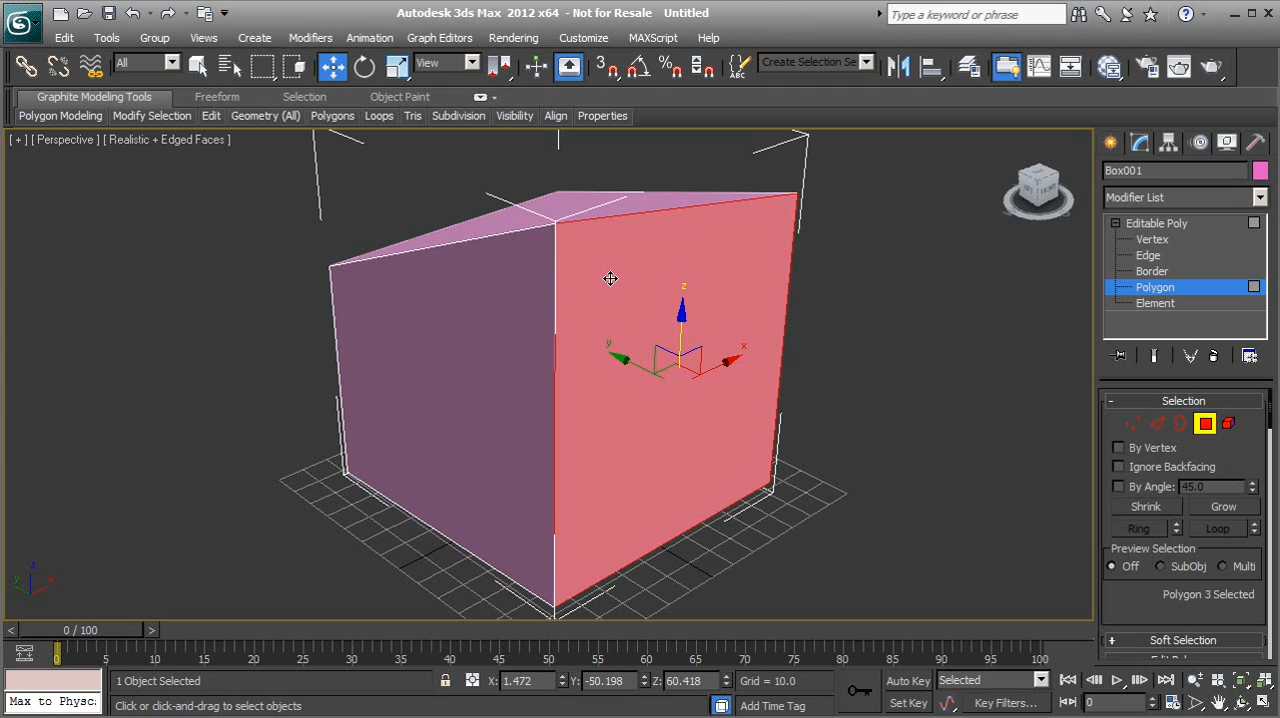 Autodesk 3ds Max 2012 x64 - Not for Resale Untitled
Type a keyword or phrase
Edit Tools Group Views Create Modifiers Animation Graph Editors Rendering Customize MAXScript Help
All View Create Selection Se
Graphite Modeling Tools Freeform Selection Object Paint
Polygon Modeling Modify Selection Edit Geometry (All) Polygons Loops Tris Subdivision Visibility Align Properties
[ + ] [ Perspective ] [ Realistic + Edged Faces ]
Box001
Modifier List
Editable Poly
Vertex
Edge
Border
Polygon
Element
z
y
x
Selection
By Vertex
Ignore Backfacing
By Angle: 45.0
Shrink Grow
Ring Loop
Preview Selection
Off SubObj Multi
Polygon 3 Selected
Soft Selection
z
y x
< 0 / 100 >
0 5 10 15 20 25 30 35 40 45 50 55 60 65 70 75 80 85 90 95 100
1 Object Selected X: 1.472 Y: -50.198 Z: 60.418 Grid = 10.0 Auto Key Selected
Max to Physc Click or click-and-drag to select objects Add Time Tag Set Key Key Filters... 0